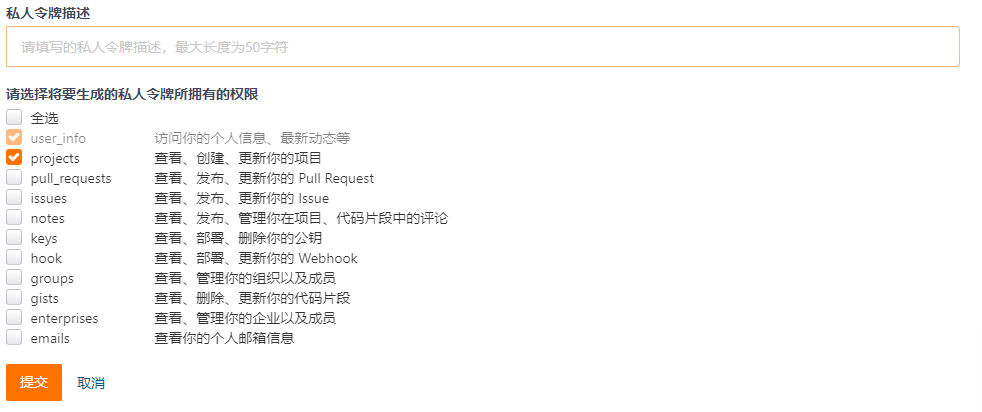 私人令牌描述
请填写的私人令牌描述，最大长度为50字符
请选择将要生成的私人令牌所拥有的权限
全选
user_info 访问你的个人信息、最新动态等
projects 查看、创建、更新你的项目
pull_requests 查看、发布、更新你的 Pull Request
issues 查看、发布、更新你的 Issue
notes 查看、发布、管理你在项目、代码片段中的评论
keys 查看、部署、删除你的公钥
hook 查看、部署、更新你的 Webhook
groups 查看、管理你的组织以及成员
gists 查看、删除、更新你的代码片段
enterprises 查看、管理你的企业以及成员
emails 查看你的个人邮箱信息
提交 取消